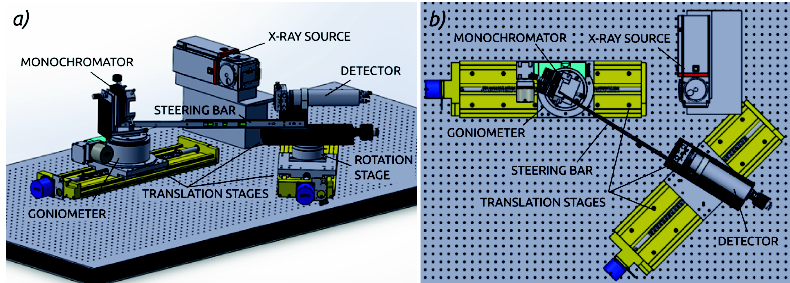 a)
X-RAY SOURCE
MONOCHROMATOR
DETECTOR
STEERING BAR
ROTATION
STAGE
TRANSLATION STAGES
GONIOMETER
b)
MONOCHROMATOR
X-RAY SOURCE
GONIOMETER
STEERING BAR
TRANSLATION STAGES
DETECTOR